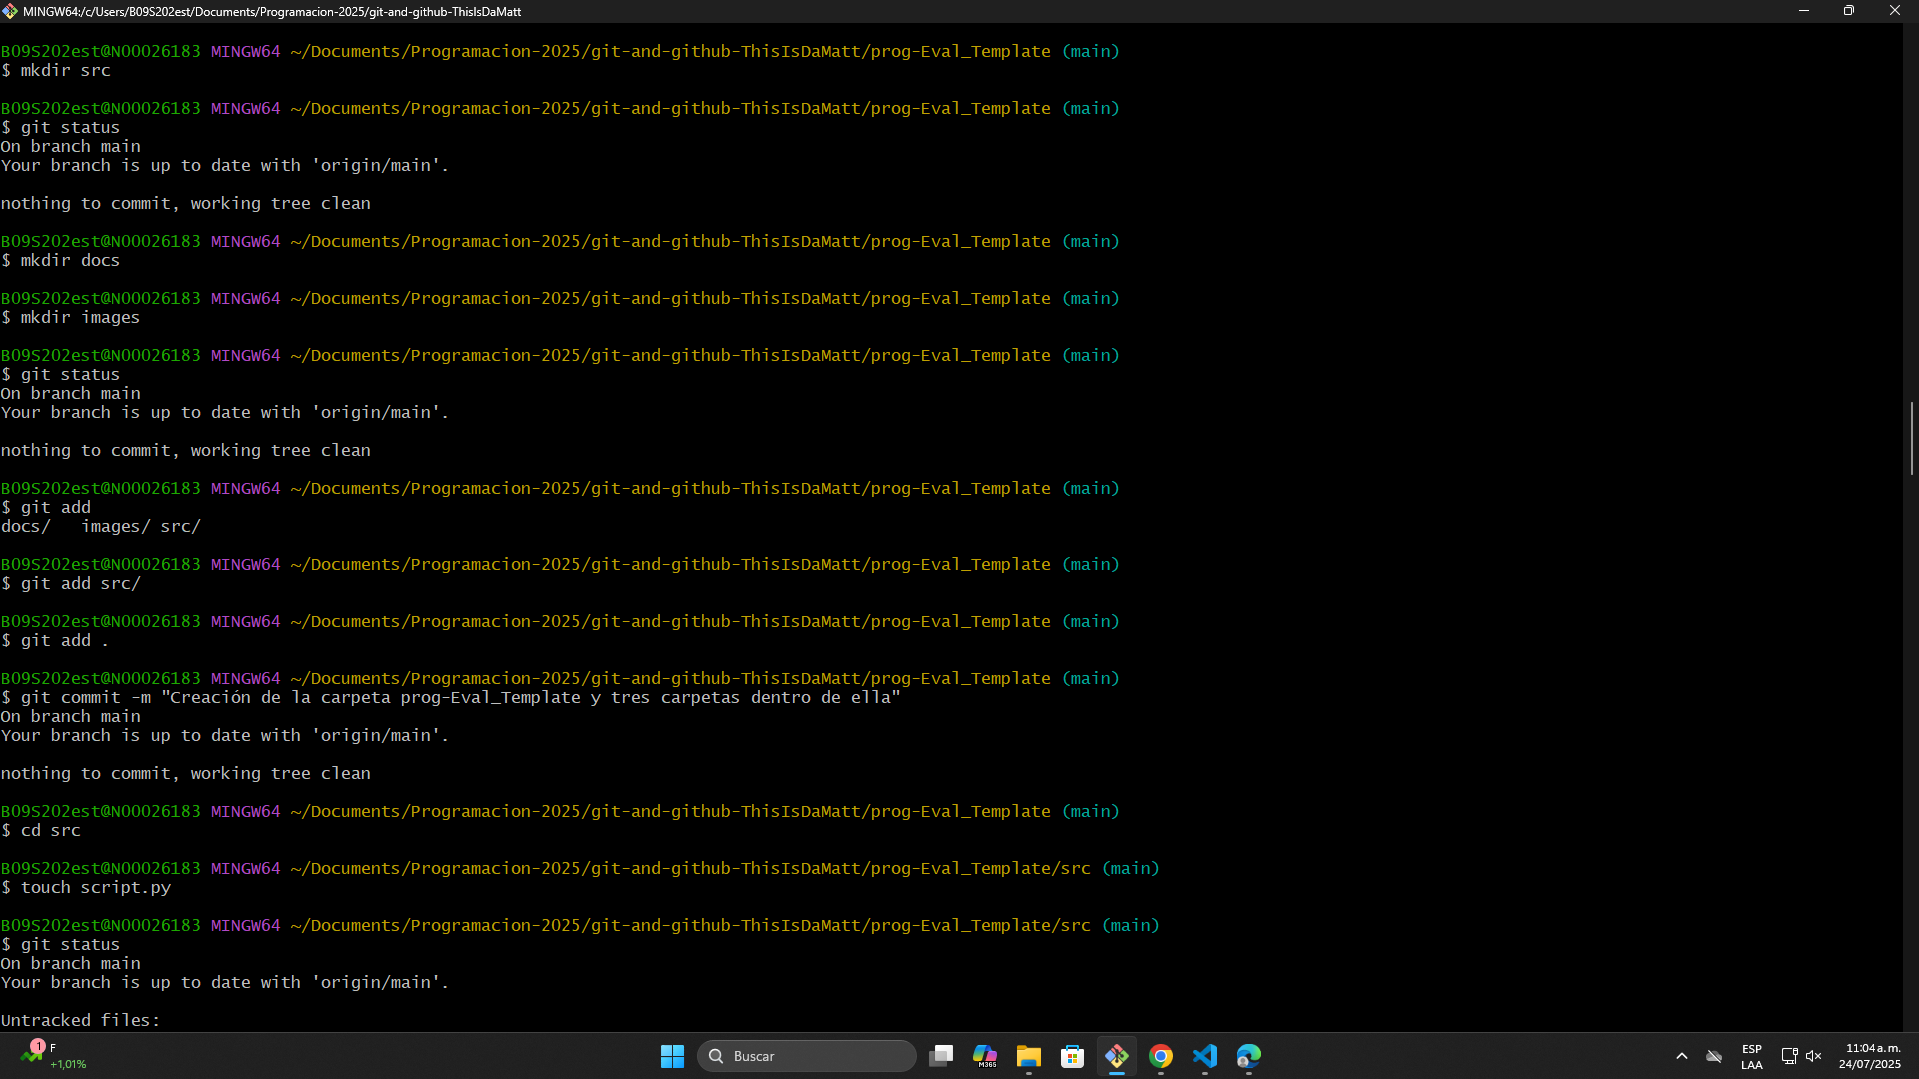 MINGW64:/c/Users/B09S202est/Documents/Programacion-2025/git-and-github-ThisIsDaMatt
B09S202est@N00026183 MINGW64 ~/Documents/Programacion-2025/git-and-github-ThisIsDaMatt/prog-Eval_Template (main)
$ mkdir src
B09S202est@N00026183 MINGW64 ~/Documents/Programacion-2025/git-and-github-ThisIsDaMatt/prog-Eval_Template (main)
$ git status
On branch main
Your branch is up to date with 'origin/main'.
nothing to commit, working tree clean
B09S202est@N00026183 MINGW64 ~/Documents/Programacion-2025/git-and-github-ThisIsDaMatt/prog-Eval_Template (main)
$ mkdir docs
B09S202est@N00026183 MINGW64 ~/Documents/Programacion-2025/git-and-github-ThisIsDaMatt/prog-Eval_Template (main)
$ mkdir images
B09S202est@N00026183 MINGW64 ~/Documents/Programacion-2025/git-and-github-ThisIsDaMatt/prog-Eval_Template (main)
$ git status
On branch main
Your branch is up to date with 'origin/main'.
nothing to commit, working tree clean
B09S202est@N00026183 MINGW64 ~/Documents/Programacion-2025/git-and-github-ThisIsDaMatt/prog-Eval_Template (main)
$ git add
docs/   images/ src/
B09S202est@N00026183 MINGW64 ~/Documents/Programacion-2025/git-and-github-ThisIsDaMatt/prog-Eval_Template (main)
$ git add src/
B09S202est@N00026183 MINGW64 ~/Documents/Programacion-2025/git-and-github-ThisIsDaMatt/prog-Eval_Template (main)
$ git add .
B09S202est@N00026183 MINGW64 ~/Documents/Programacion-2025/git-and-github-ThisIsDaMatt/prog-Eval_Template (main)
$ git commit -m "Creación de la carpeta prog-Eval_Template y tres carpetas dentro de ella"
On branch main
Your branch is up to date with 'origin/main'.
nothing to commit, working tree clean
B09S202est@N00026183 MINGW64 ~/Documents/Programacion-2025/git-and-github-ThisIsDaMatt/prog-Eval_Template (main)
$ cd src
B09S202est@N00026183 MINGW64 ~/Documents/Programacion-2025/git-and-github-ThisIsDaMatt/prog-Eval_Template/src (main)
$ touch script.py
B09S202est@N00026183 MINGW64 ~/Documents/Programacion-2025/git-and-github-ThisIsDaMatt/prog-Eval_Template/src (main)
$ git status
On branch main
Your branch is up to date with 'origin/main'.
Untracked files:
1
F
+1,01%
Buscar
M365
ESP
LAA
11:04 a. m.
24/07/2025